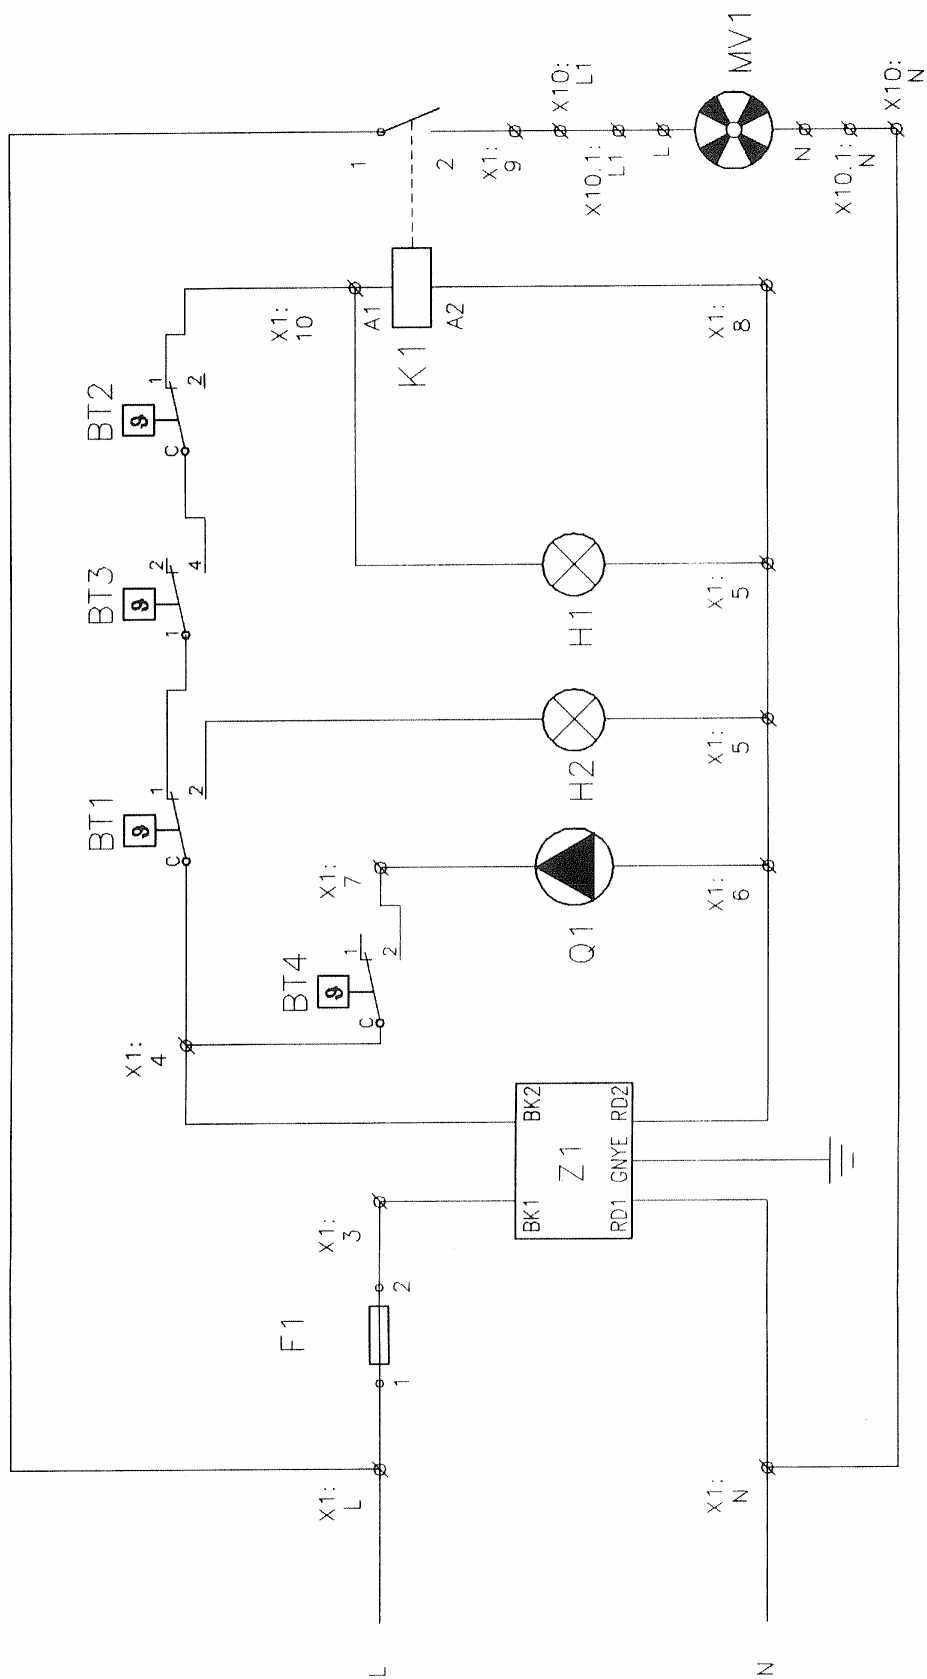 L
N
X1:
L
X1:
N
F1
1
2
X1:
3
Z1
BK1
BK2
RD1
GNYE
RD2
X1:
4
BT4
ϑ
C
1
2
X1:
7
Q1
X1:
6
BT1
ϑ
C
1
2
H2
X1:
5
BT3
ϑ
1
2
4
H1
X1:
5
BT2
ϑ
C
1
2
X1:
10
A1
K1
A2
X1:
8
1
2
X1:
9
X10:
L1
X10.1:
L1
L
MV1
N
X10.1:
N
X10:
N